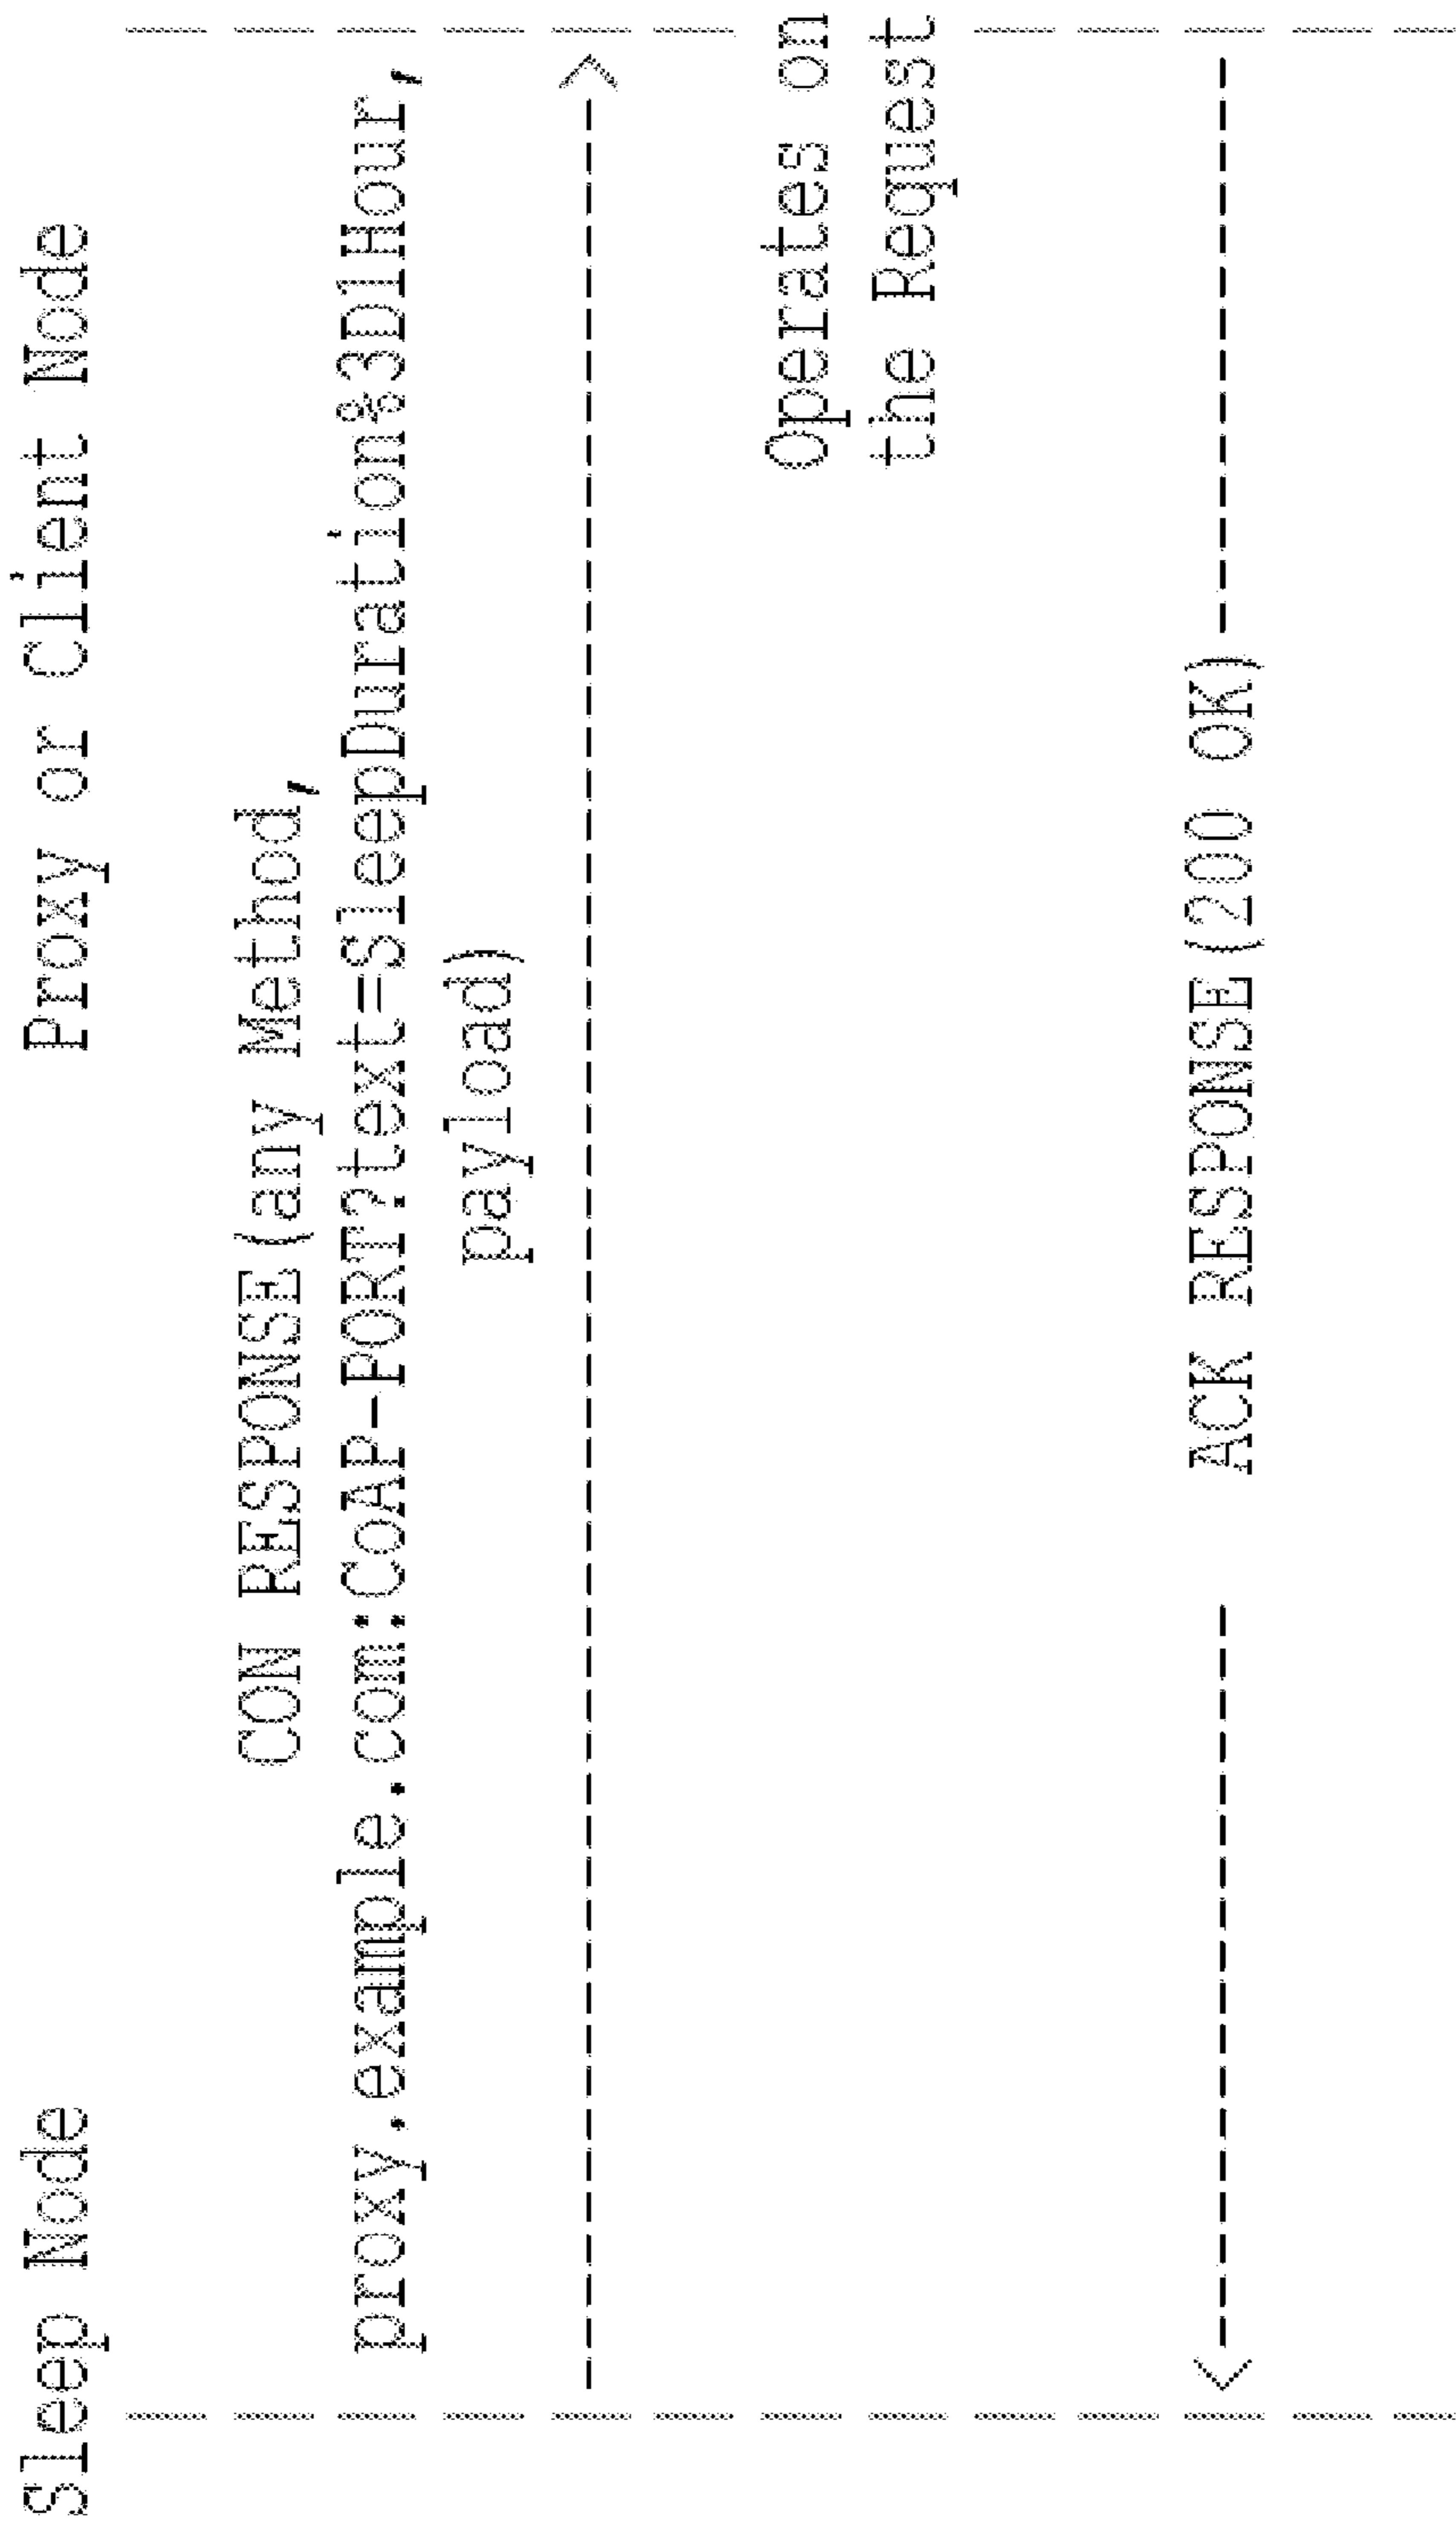 Sleep Node Proxy or Client Node
CON RESPONSE(any Method,
proxy.example.com:CoAP-PORT?text=SleepDuration%3D1Hour,
payload)
Operates on
the Request
ACK RESPONSE(200 OK)